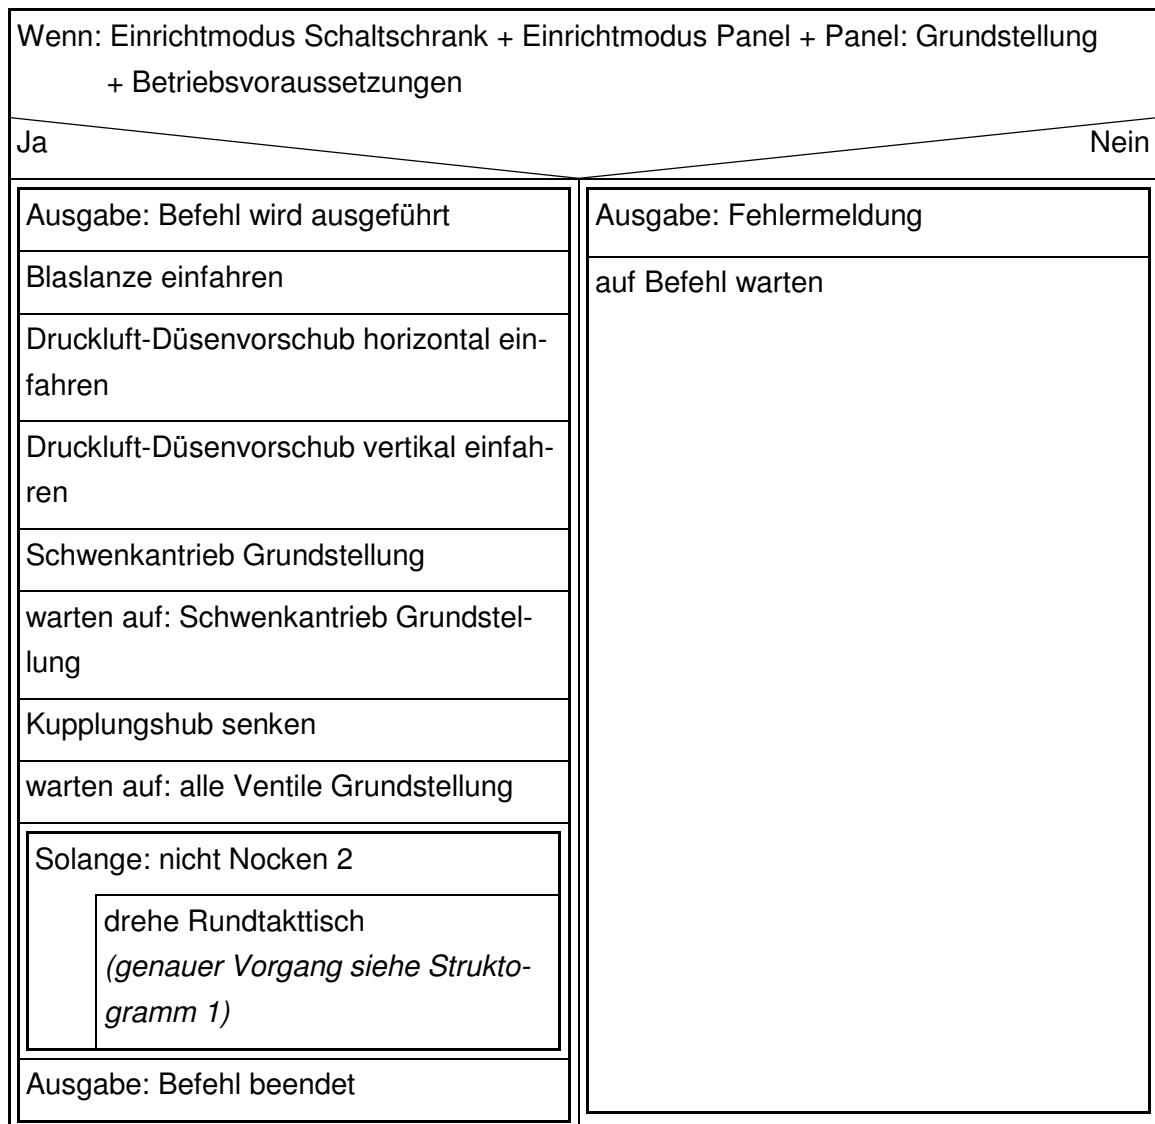 Wenn: Einrichtmodus Schaltschrank + Einrichtmodus Panel + Panel: Grundstellung
+ Betriebsvoraussetzungen
Ja
Nein
Ausgabe: Befehl wird ausgeführt
Blaslanze einfahren
Druckluft-Düsenvorschub horizontal ein-
fahren
Druckluft-Düsenvorschub vertikal einfah-
ren
Schwenkantrieb Grundstellung
warten auf: Schwenkantrieb Grundstel-
lung
Kupplungshub senken
warten auf: alle Ventile Grundstellung
Solange: nicht Nocken 2
drehe Rundtakttisch
(genauer Vorgang siehe Strukto-
gramm 1)
Ausgabe: Befehl beendet
Ausgabe: Fehlermeldung
auf Befehl warten